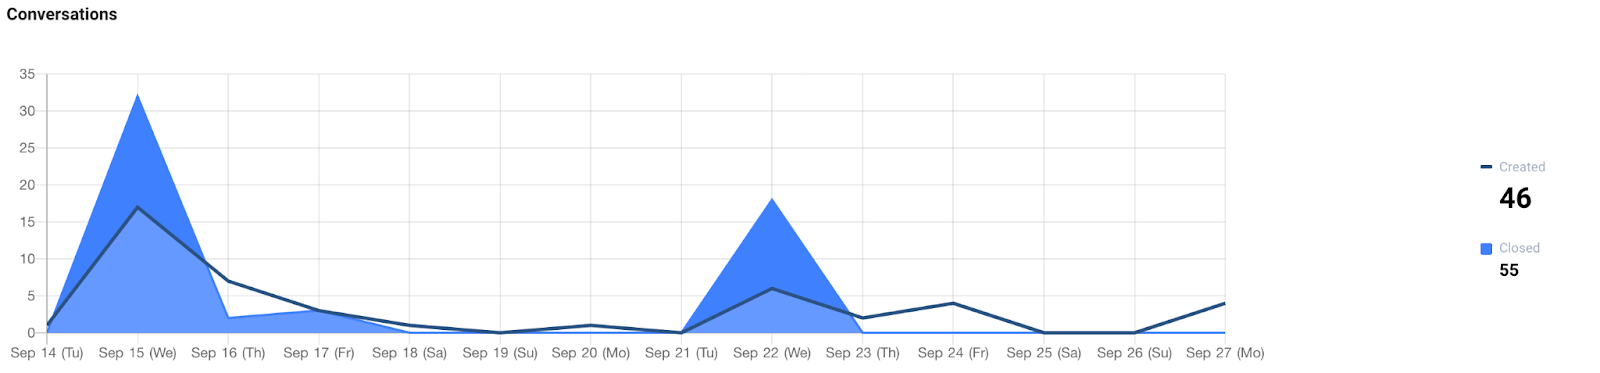 Conversations
35
30
25
20
15
10
5
0
Sep 14 (Tu) Sep 15 (We) Sep 16 (Th) Sep 17 (Fr) Sep 18 (Sa) Sep 19 (Su) Sep 20 (Mo) Sep 21 (Tu) Sep 22 (We) Sep 23 (Th) Sep 24 (Fr) Sep 25 (Sa) Sep 26 (Su) Sep 27 (Mo)
Created
46
Closed
55